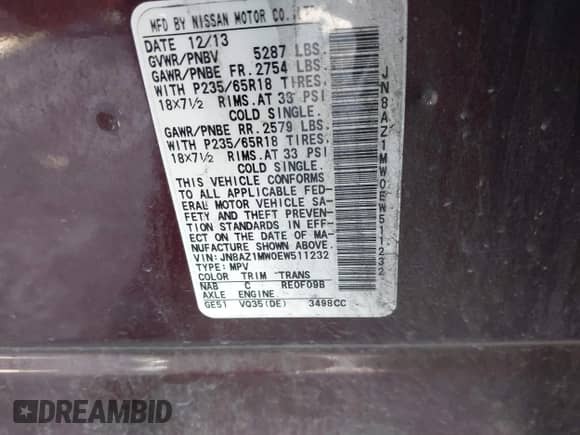 MFD BY NISSAN MOTOR CO., LTD.
DATE 12/13
GVWR/PNBV 5287 LBS.
GAWR/PNBE FR. 2754 LBS.
WITH P235/65R18 TIRES.
18X7½ RIMS. AT 33 PSI
COLD SINGLE.
GAWR/PNBE RR. 2579 LBS.
WITH P235/65R18 TIRES.
18X7½ RIMS. AT 33 PSI
COLD SINGLE.
THIS VEHICLE CONFORMS
TO ALL APPLICABLE FED-
ERAL MOTOR VEHICLE SA-
FETY AND THEFT PREVEN-
TION STANDARDS IN EFF-
ECT ON THE DATE OF MA-
NUFACTURE SHOWN ABOVE.
VIN: JN8AZ1MW0EW511232
TYPE: MPV
COLOR TRIM TRANS
NAB C RE0F09B
AXLE ENGINE
GE51 VQ35(DE) 3498CC
JN8AZ1MW0EW511232
DREAMBID